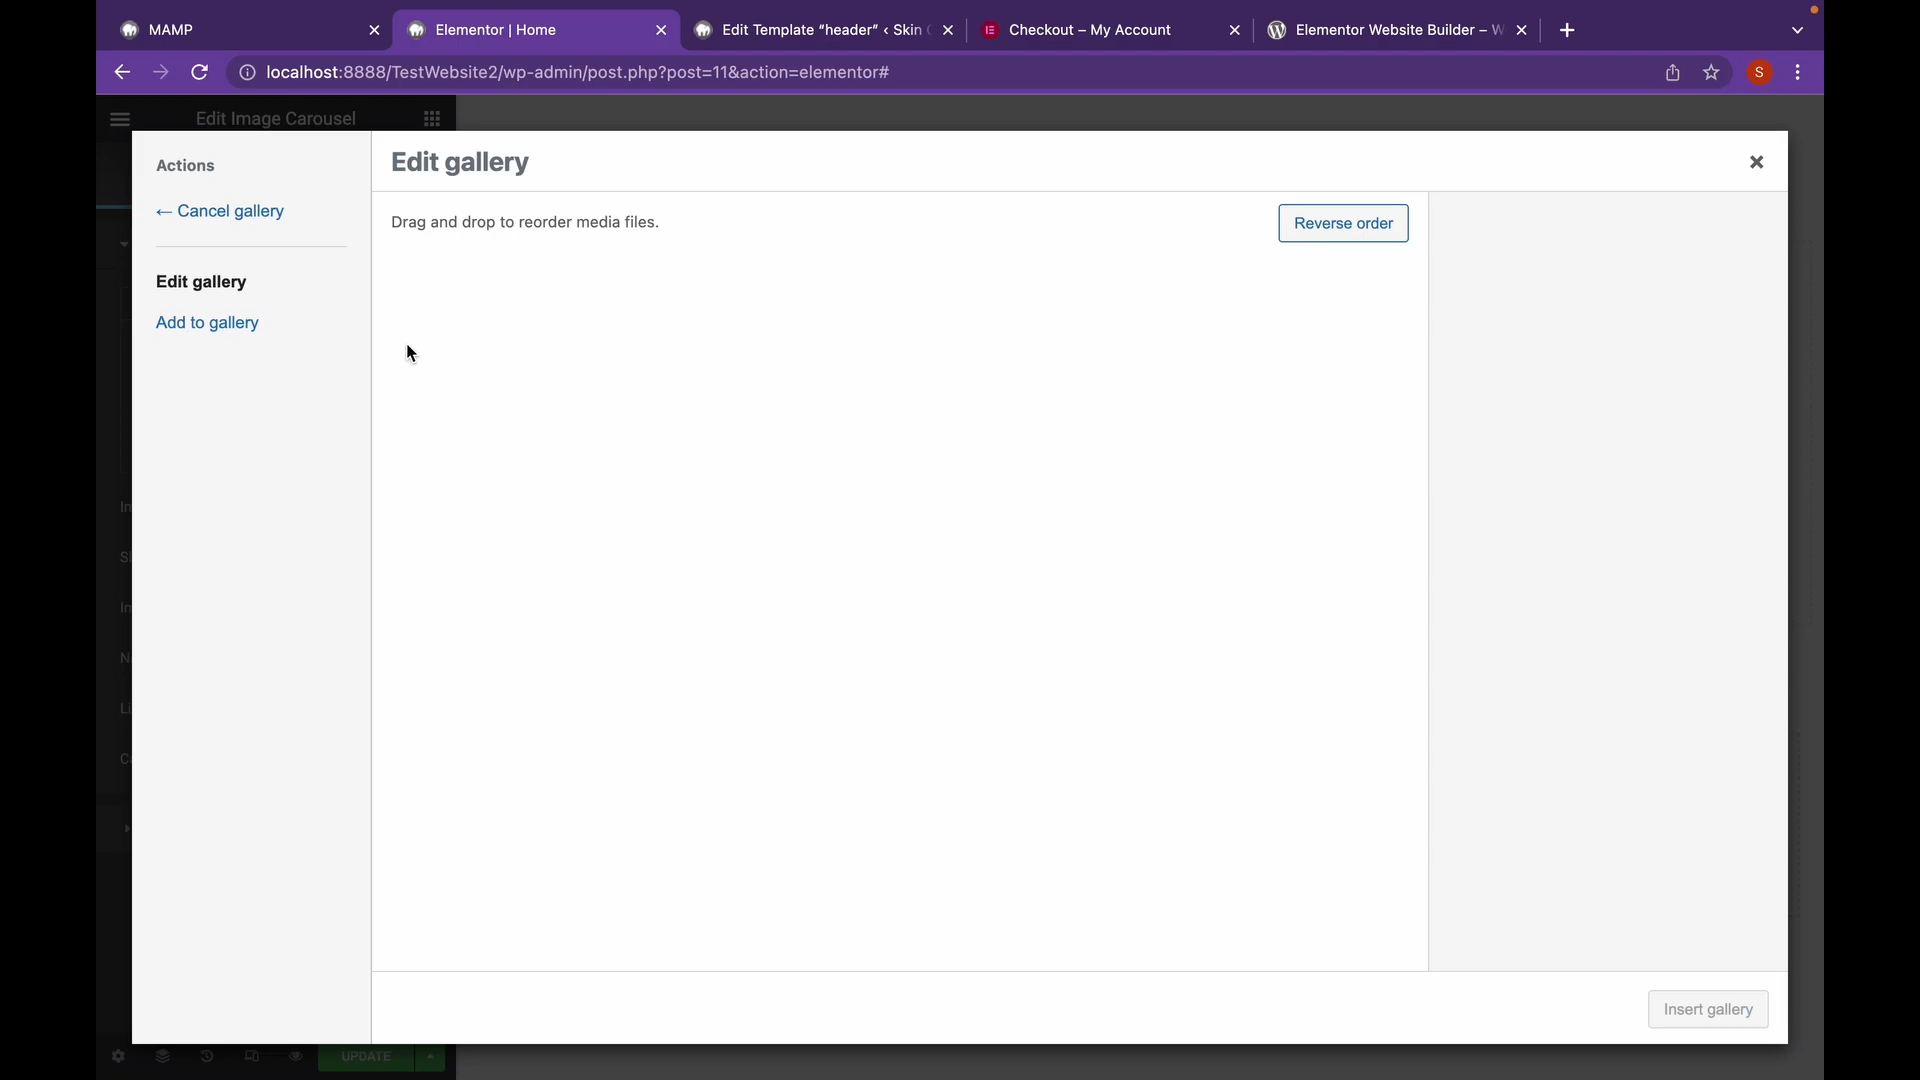 MAMP
Elementor | Home
Edit Template “header” ‹ Skin
Checkout – My Account
Elementor Website Builder – W
localhost:8888/TestWebsite2/wp-admin/post.php?post=11&action=elementor#
S
Edit Image Carousel
Actions
← Cancel gallery
Edit gallery
Add to gallery
Edit gallery
Drag and drop to reorder media files.
Reverse order
Insert gallery
UPDATE